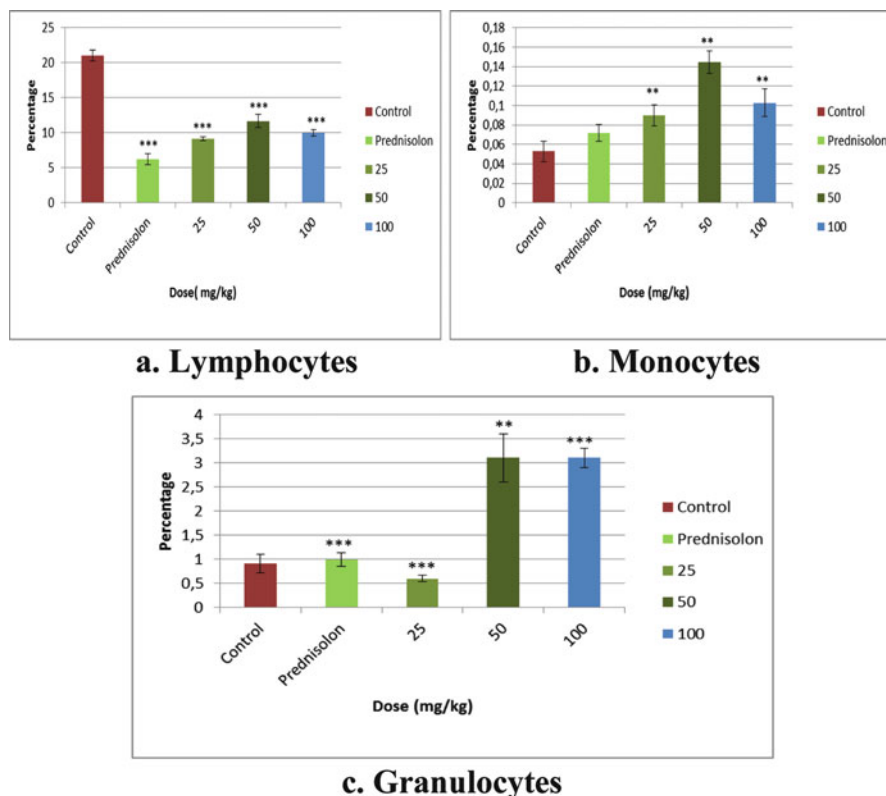 25
20
15
10
5
0
Percentage
***
***
***
***
Control
Prednisolon
25
50
100
Dose( mg/kg)
Control
Prednisolon
25
50
100
a. Lymphocytes
0,18
0,16
0,14
0,12
0,1
0,08
0,06
0,04
0,02
0
Percentage
**
**
**
Control
Prednisolon
25
50
100
Dose (mg/kg)
Control
Prednisolon
25
50
100
b. Monocytes
4
3,5
3
2,5
2
1,5
1
0,5
0
Percentage
***
***
**
***
Control
Prednisolon
25
50
100
Dose (mg/kg)
Control
Prednisolon
25
50
100
c. Granulocytes